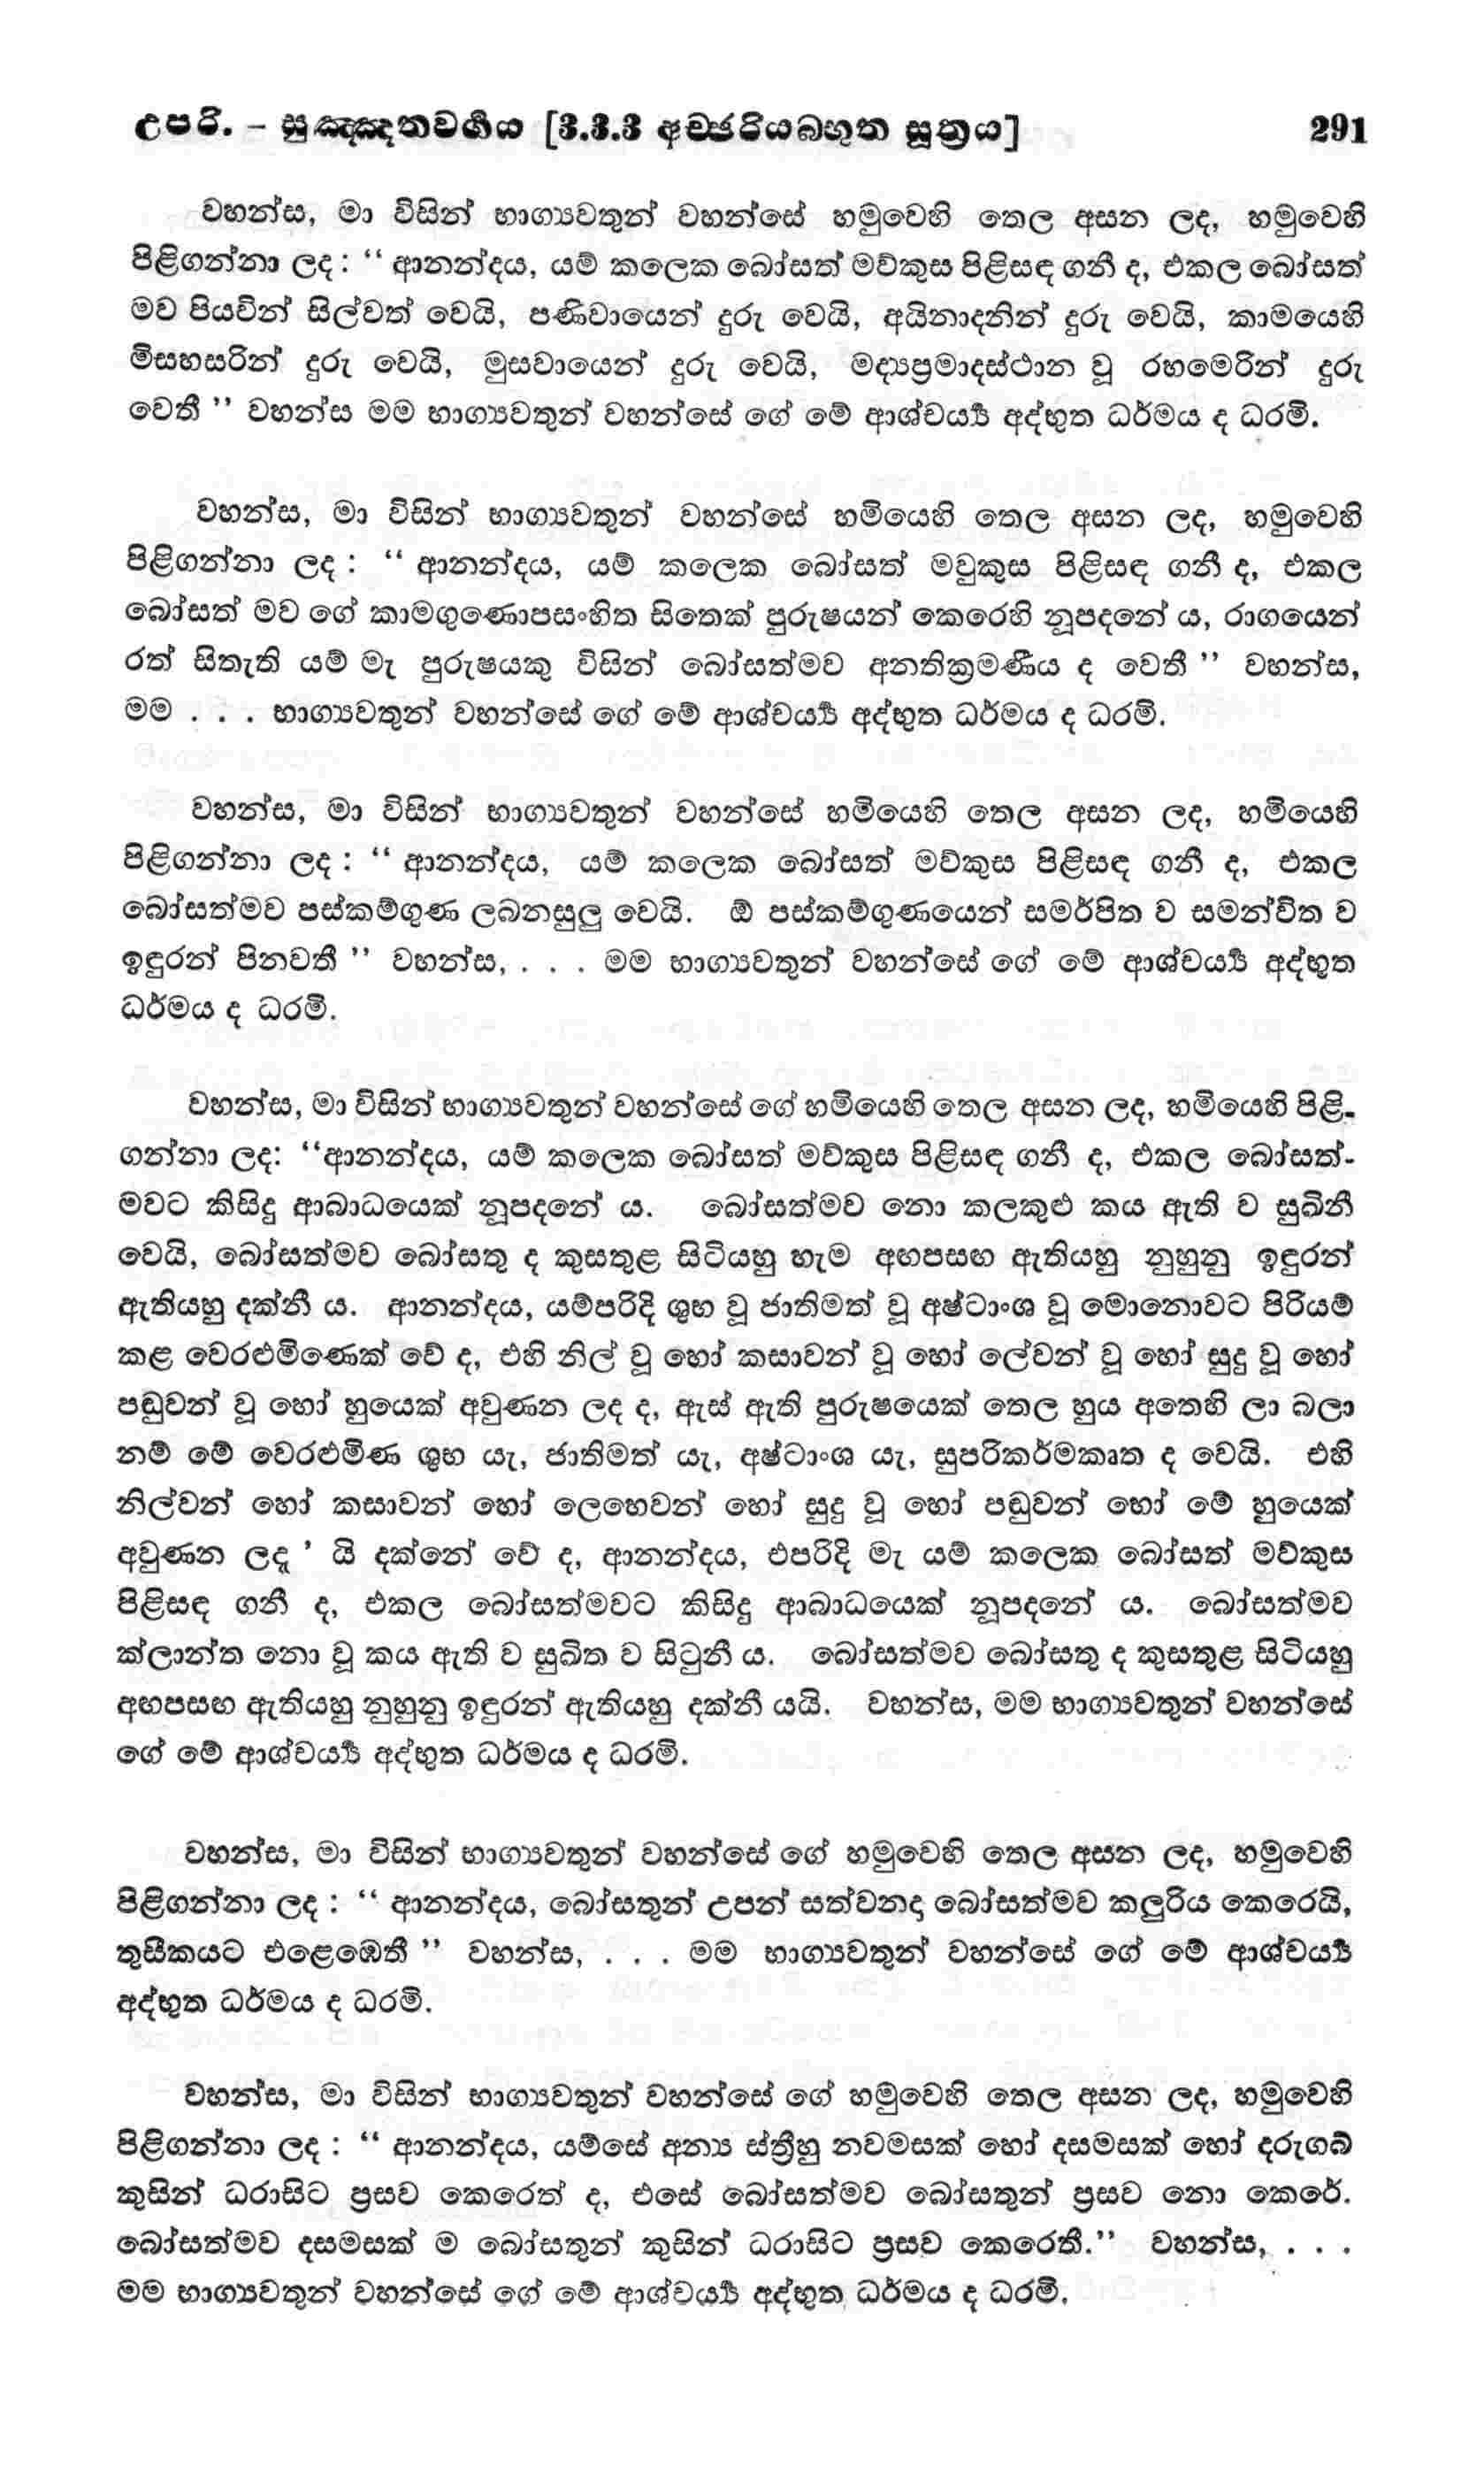 උපරි. – සුඤ්ඤතවර්‍ගය [3.3.3 අච්ඡරියබභුත සූත්‍රය] 291
වහන්ස, මා විසින් භාග්‍යවතුන් වහන්සේ හමුවෙහි තෙල අසන ලද, හමුවෙහි
පිළිගන්නා ලද : “ ආනන්දය, යම් කලෙක බෝසත් මව්කුස පිළිසඳ ගනී ද, එකල බෝසත්
මව පියවින් සිල්වත් වෙයි, පණිවායෙන් දුරු වෙයි, අයිනාදනින් දුරු වෙයි, කාමයෙහි
මිසහසරින් දුරු වෙයි, මුසවායෙන් දුරු වෙයි, මද්‍යප්‍රමාදස්ථාන වූ රහමෙරින් දුරු
වෙතී ” වහන්ස මම භාග්‍යවතුන් වහන්සේ ගේ මේ ආශ්චර්‍ය්‍ය අද්භුත ධර්මය ද ධරමි.
වහන්ස, මා විසින් භාග්‍යවතුන් වහන්සේ හමියෙහි තෙල අසන ලද, හමුවෙහි
පිළිගන්නා ලද : “ ආනන්දය, යම් කලෙක බෝසත් මවුකුස පිළිසඳ ගනී ද, එකල
බෝසත් මව ගේ කාමගුණොපසංහිත සිතෙක් පුරුෂයන් කෙරෙහි නූපදනේ ය, රාගයෙන්
රත් සිතැති යම් මැ පුරුෂයකු විසින් බෝසත්මව අනතික්‍රමණීය ද වෙතී ” වහන්ස,
මම . . . භාග්‍යවතුන් වහන්සේ ගේ මේ ආශ්චර්‍ය්‍ය අද්භුත ධර්මය ද ධරමි.
වහන්ස, මා විසින් භාග්‍යවතුන් වහන්සේ හමියෙහි තෙල අසන ලද, හමියෙහි
පිළිගන්නා ලද : “ ආනන්දය, යම් කලෙක බෝසත් මව්කුස පිළිසඳ ගනී ද, එකල
බෝසත්මව පස්කම්ගුණ ලබනසුලු වෙයි. ඕ පස්කම්ගුණයෙන් සමර්පිත ව සමන්විත ව
ඉඳුරන් පිනවතී ” වහන්ස, . . . මම භාග්‍යවතුන් වහන්සේ ගේ මේ ආශ්චර්‍ය්‍ය අද්භුත
ධර්මය ද ධරමි.
වහන්ස, මා විසින් භාග්‍යවතුන් වහන්සේ ගේ හමියෙහි තෙල අසන ලද, හමියෙහි පිළි-
ගන්නා ලද: “ආනන්දය, යම් කලෙක බෝසත් මව්කුස පිළිසඳ ගනී ද, එකල බෝසත්-
මවට කිසිදු ආබාධයෙක් නූපදනේ ය. බෝසත්මව නො කලකුළු කය ඇති ව සුඛිනී
වෙයි, බෝසත්මව බෝසතු ද කුසතුළ සිටියහු හැම අඟපසඟ ඇතියහු නුහුනු ඉඳුරන්
ඇතියහු දක්නී ය. ආනන්දය, යම්පරිදි ශුභ වූ ජාතිමත් වූ අෂ්ටාංශ වූ මොනොවට පිරියම්
කළ වෙරළුමිණෙක් වේ ද, එහි නිල් වූ හෝ කසාවන් වූ හෝ ලේවන් වූ හෝ සුදු වූ හෝ
පඬුවන් වූ හෝ හුයෙක් අවුණන ලද ද, ඇස් ඇති පුරුෂයෙක් තෙල හුය අතෙහි ලා බලා
නම් මේ වෙරළුමිණ ශුභ යැ, ජාතිමත් යැ, අෂ්ටාංශ යැ, සුපරිකර්මකෘත ද වෙයි. එහි
නිල්වන් හෝ කසාවන් හෝ ලෙහෙවන් හෝ සුදු වූ හෝ පඬුවන් හෝ මේ හුයෙක්
අවුණන ලදැ ’ යි දක්නේ වේ ද, ආනන්දය, එපරිදි මැ යම් කලෙක බෝසත් මව්කුස
පිළිසඳ ගනී ද, එකල බෝසත්මවට කිසිදු ආබාධයෙක් නූපදනේ ය. බෝසත්මව
ක්ලාන්ත නො වූ කය ඇති ව සුඛිත ව සිටුනී ය. බෝසත්මව බෝසතු ද කුසතුළ සිටියහු
අඟපසඟ ඇතියහු නුහුනු ඉඳුරන් ඇතියහු දක්නී යයි. වහන්ස, මම භාග්‍යවතුන් වහන්සේ
ගේ මේ ආශ්චර්‍ය්‍ය අද්භුත ධර්මය ද ධරමි.
වහන්ස, මා විසින් භාග්‍යවතුන් වහන්සේ ගේ හමුවෙහි තෙල අසන ලද, හමුවෙහි
පිළිගන්නා ලද : “ ආනන්දය, බෝසතුන් උපන් සත්වනදා බෝසත්මව කලුරිය කෙරෙයි,
තුසීකයට එළෙඹෙතී ” වහන්ස, . . . මම භාග්‍යවතුන් වහන්සේ ගේ මේ ආශ්චර්‍ය්‍ය
අද්භුත ධර්මය ද ධරමි.
වහන්ස, මා විසින් භාග්‍යවතුන් වහන්සේ ගේ හමුවෙහි තෙල අසන ලද, හමුවෙහි
පිළිගන්නා ලද : “ ආනන්දය, යම්සේ අන්‍ය ස්ත්‍රීහු නවමසක් හෝ දසමසක් හෝ දරුගබ්
කුසින් ධරාසිට ප්‍රසව කෙරෙත් ද, එසේ බෝසත්මව බෝසතුන් ප්‍රසව නො කෙරේ.
බෝසත්මව දසමසක් ම බෝසතුන් කුසින් ධරාසිට ප්‍රසව කෙරෙතී.” වහන්ස, . . .
මම භාග්‍යවතුන් වහන්සේ ගේ මේ ආශ්චර්‍ය්‍ය අද්භුත ධර්මය ද ධරමි.